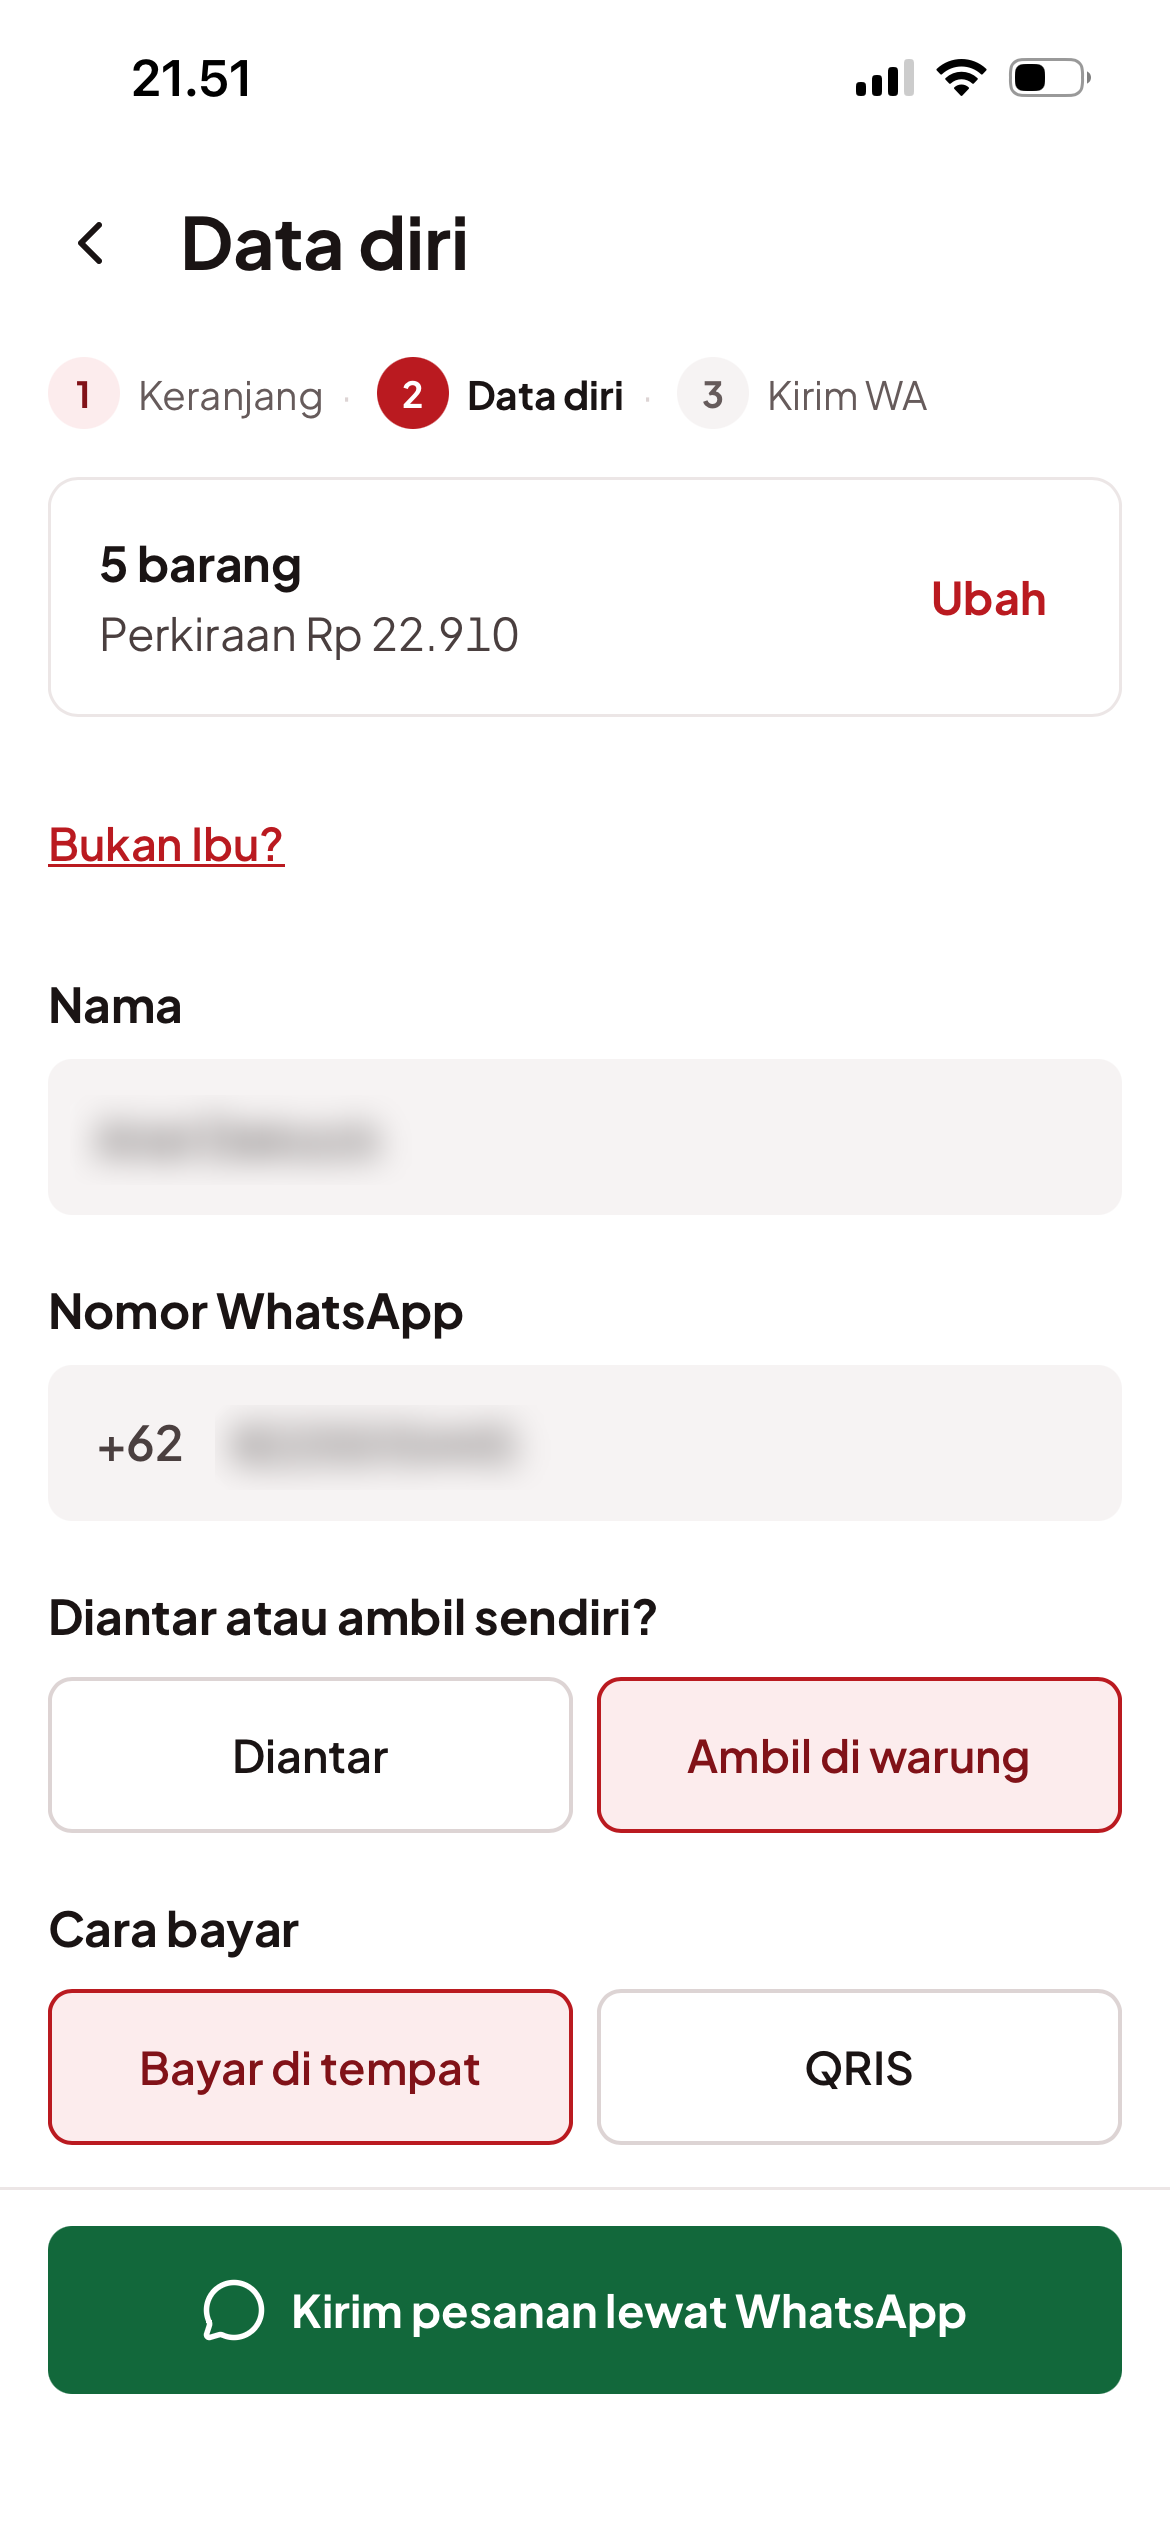 21.51
Data diri
1 Keranjang · 2 Data diri · 3 Kirim WA
5 barang
Perkiraan Rp 22.910
Ubah
Bukan Ibu?
Nama
Nomor WhatsApp
+62
Diantar atau ambil sendiri?
Diantar
Ambil di warung
Cara bayar
Bayar di tempat
QRIS
Kirim pesanan lewat WhatsApp